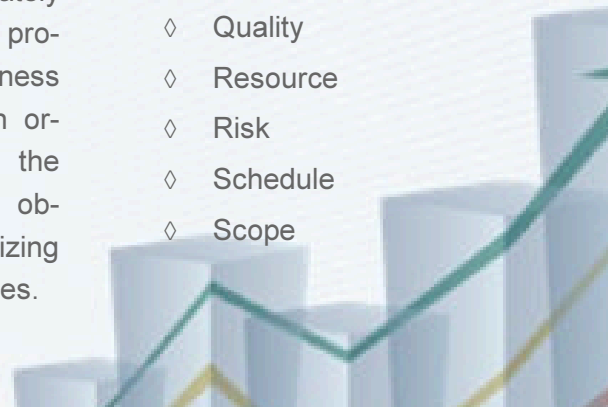 pro-
ness
n or-
the
ob-
izing
es.
◊ Quality
◊ Resource
◊ Risk
◊ Schedule
◊ Scope